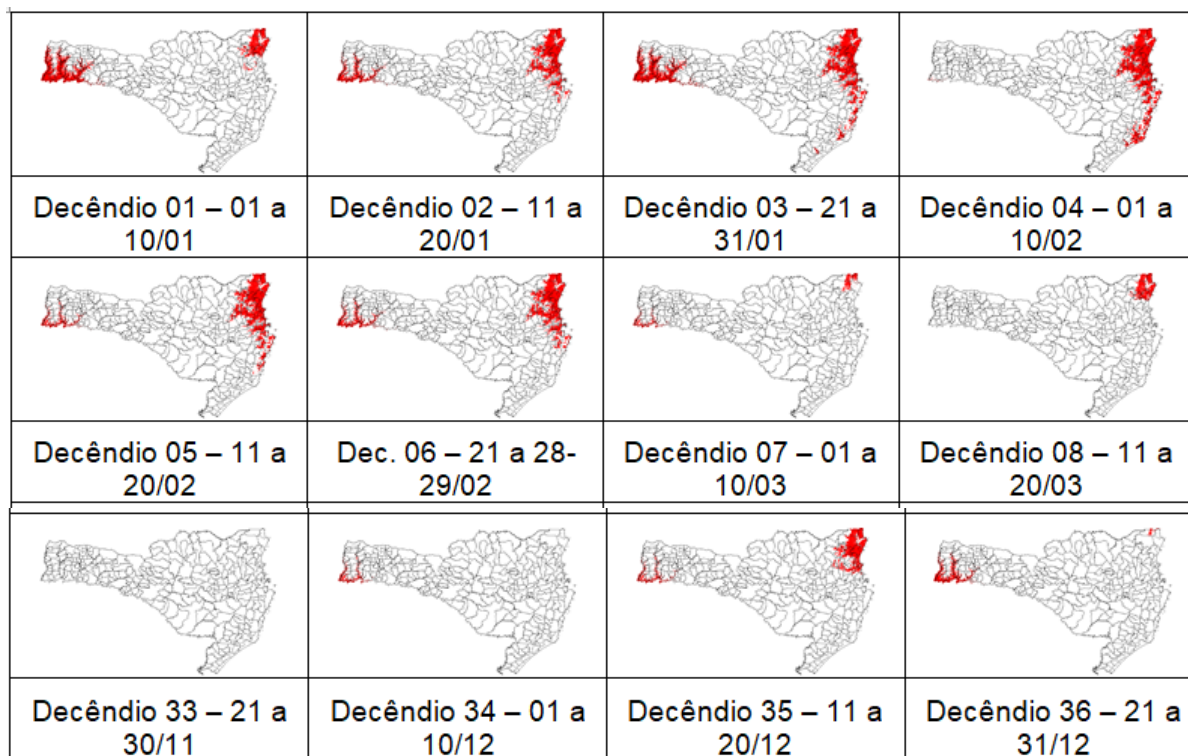 Decêndio 01 – 01 a
10/01
Decêndio 02 – 11 a
20/01
Decêndio 03 – 21 a
31/01
Decêndio 04 – 01 a
10/02
Decêndio 05 – 11 a
20/02
Dec. 06 – 21 a 28-
29/02
Decêndio 07 – 01 a
10/03
Decêndio 08 – 11 a
20/03
Decêndio 33 – 21 a
30/11
Decêndio 34 – 01 a
10/12
Decêndio 35 – 11 a
20/12
Decêndio 36 – 21 a
31/12